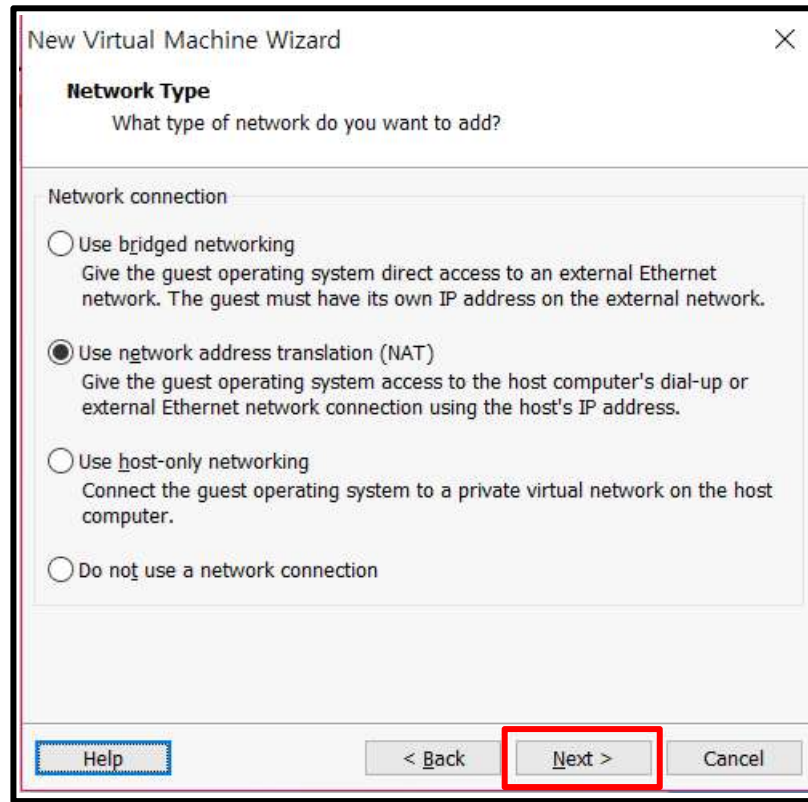 New Virtual Machine Wizard
Network Type
What type of network do you want to add?
Network connection
Use bridged networking
Give the guest operating system direct access to an external Ethernet
network. The guest must have its own IP address on the external network.
Use network address translation (NAT)
Give the guest operating system access to the host computer's dial-up or
external Ethernet network connection using the host's IP address.
Use host-only networking
Connect the guest operating system to a private virtual network on the host
computer.
Do not use a network connection
Help
< Back
Next >
Cancel